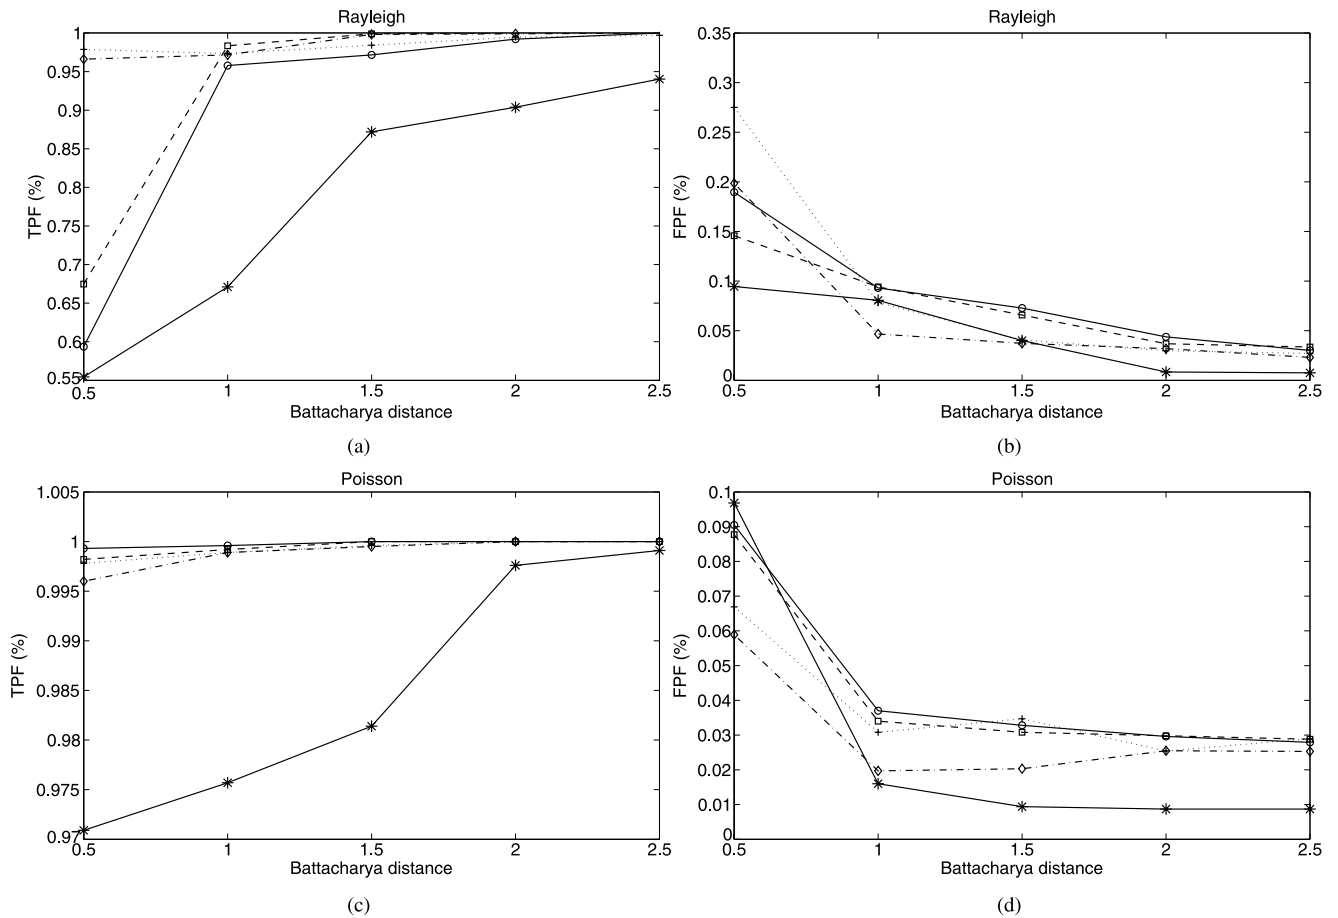 Rayleigh
1
0.95
0.9
0.85
0.8
0.75
0.7
0.65
0.6
0.55
TPF (%)
0.5 1 1.5 2 2.5
Battacharya distance
(a)
Rayleigh
0.35
0.3
0.25
0.2
0.15
0.1
0.05
0
FPF (%)
0.5 1 1.5 2 2.5
Battacharya distance
(b)
Poisson
1.005
1
0.995
0.99
0.985
0.98
0.975
0.97
TPF (%)
0.5 1 1.5 2 2.5
Battacharya distance
(c)
Poisson
0.1
0.09
0.08
0.07
0.06
0.05
0.04
0.03
0.02
0.01
0
FPF (%)
0.5 1 1.5 2 2.5
Battacharya distance
(d)